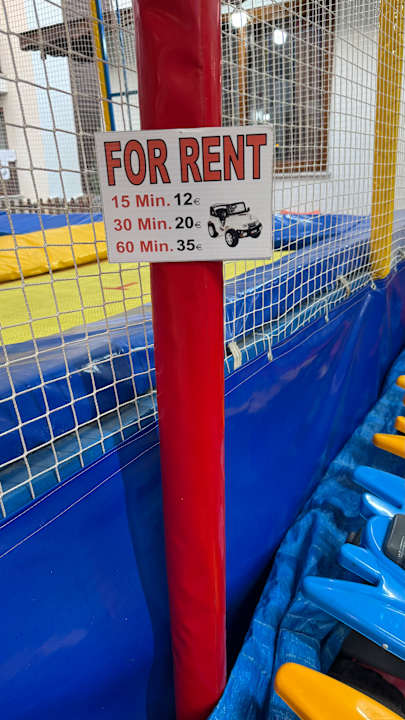 FOR RENT
15 Min. 12€
30 Min. 20€
60 Min. 35€